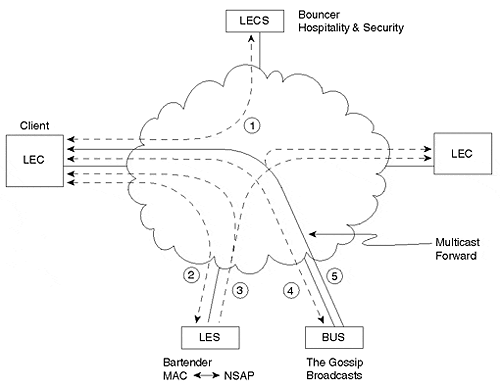 LECS
Bouncer
Hospitality & Security
1
Client
LEC
LEC
Multicast
Forward
2
3
4
5
LES
BUS
Bartender
MAC ↔ NSAP
The Gossip
Broadcasts